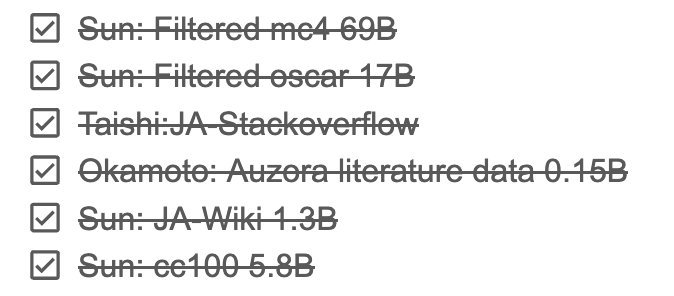 Sun: Filtered mc4 69B
Sun: Filtered oscar 17B
Taishi:JA-Stackoverflow
Okamoto: Auzora literature data 0.15B
Sun: JA-Wiki 1.3B
Sun: cc100 5.8B